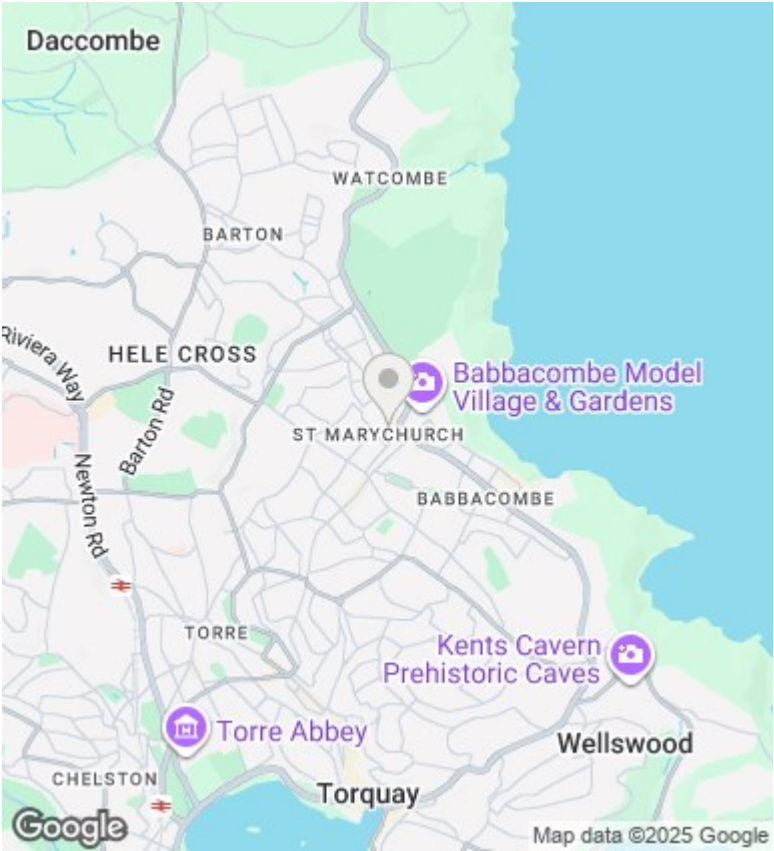 Daccombe
WATCOMBE
BARTON
Riviera Way
HELE CROSS
Barton Rd
Babbacombe Model
Village & Gardens
ST MARYCHURCH
Newton Rd
BABBACOMBE
TORRE
Kents Cavern
Prehistoric Caves
Torre Abbey
Wellswood
CHELSTON
Torquay
Google
Map data ©2025 Google